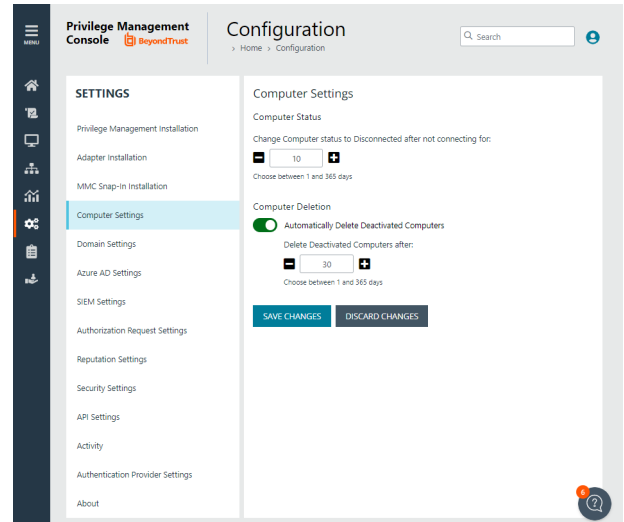 MENU
Privilege Management
Console BeyondTrust
Configuration
> Home > Configuration
Search
SETTINGS
Privilege Management Installation
Adapter Installation
MMC Snap-In Installation
Computer Settings
Domain Settings
Azure AD Settings
SIEM Settings
Authorization Request Settings
Reputation Settings
Security Settings
API Settings
Activity
Authentication Provider Settings
About
Computer Settings
Computer Status
Change Computer status to Disconnected after not connecting for:
10
Choose between 1 and 365 days
Computer Deletion
Automatically Delete Deactivated Computers
Delete Deactivated Computers after:
30
Choose between 1 and 365 days
SAVE CHANGES DISCARD CHANGES
6
?